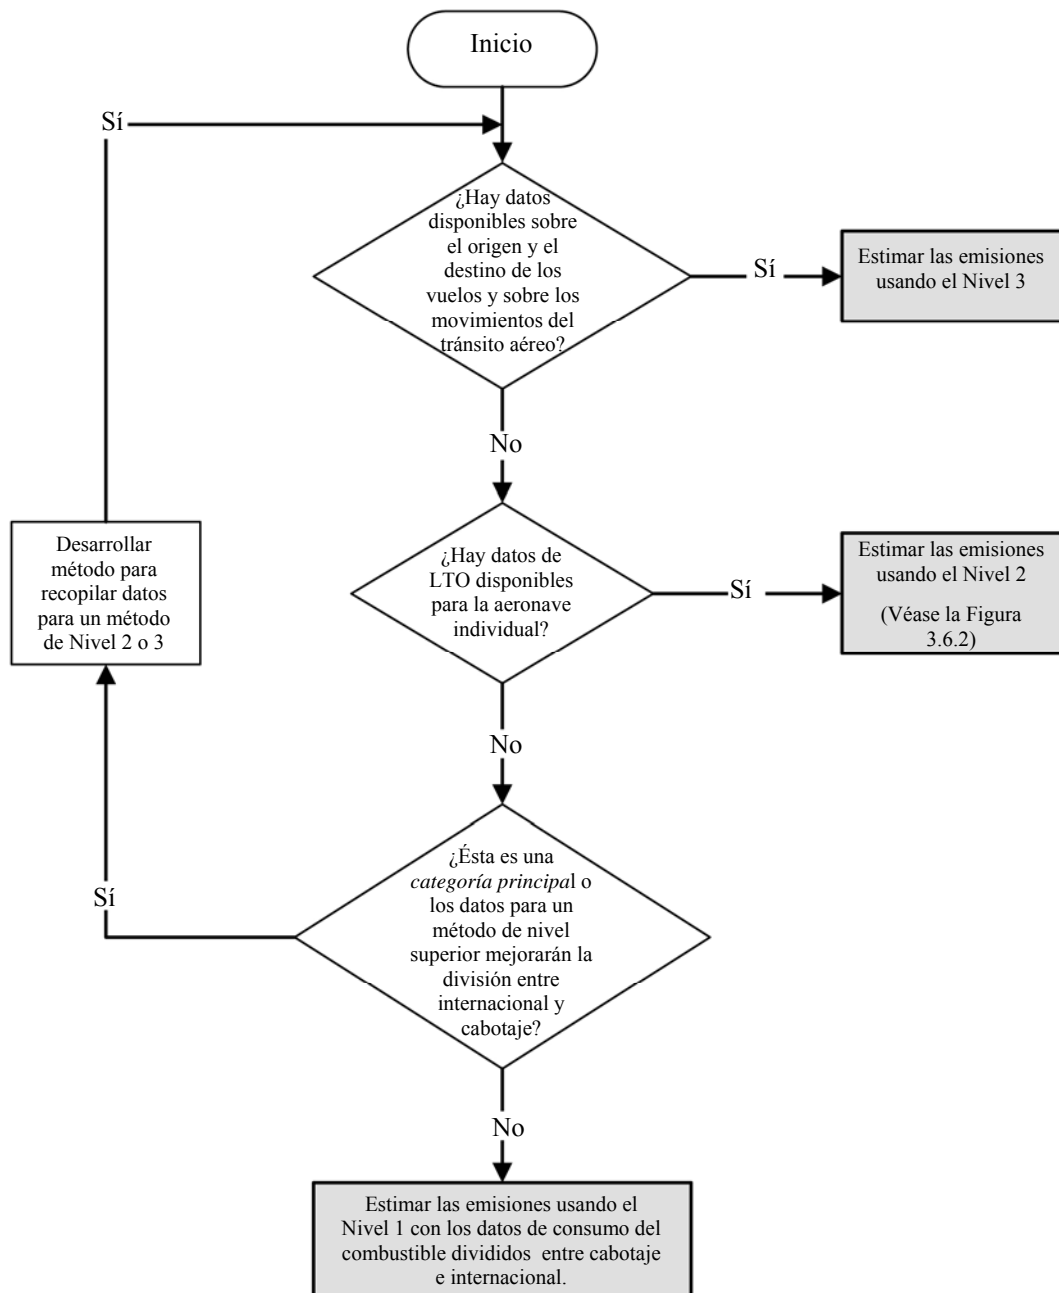 Inicio
Sí
¿Hay datos
disponibles sobre
el origen y el
destino de los
vuelos y sobre los
movimientos del
tránsito aéreo?
Sí
Estimar las emisiones
usando el Nivel 3
No
Desarrollar
método para
recopilar datos
para un método
de Nivel 2 o 3
¿Hay datos de
LTO disponibles
para la aeronave
individual?
Sí
Estimar las emisiones
usando el Nivel 2
(Véase la Figura
3.6.2)
No
Sí
¿Ésta es una
categoría principal o
los datos para un
método de nivel
superior mejorarán la
división entre
internacional y
cabotaje?
No
Estimar las emisiones usando el
Nivel 1 con los datos de consumo del
combustible divididos entre cabotaje
e internacional.